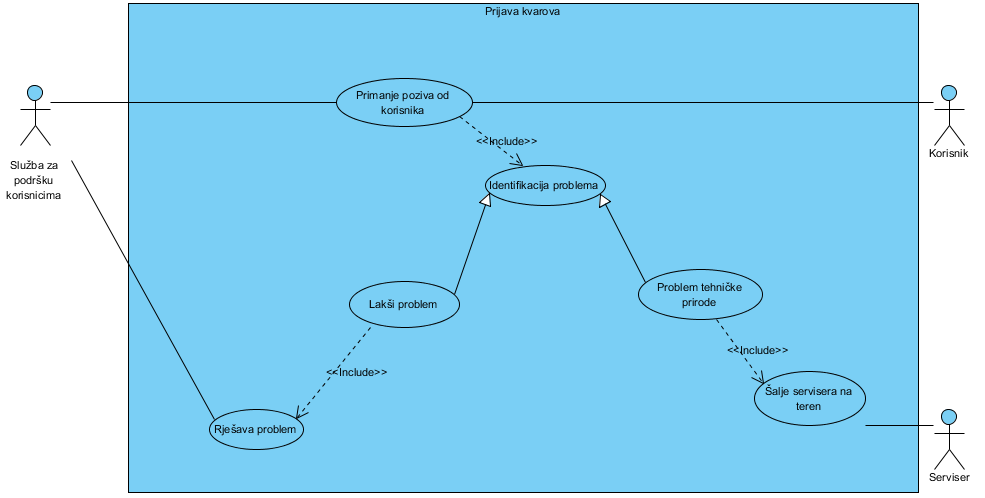 Prijava kvarova
Primanje poziva od
korisnika
<<Include>>
Služba za
podršku
korisnicima
Korisnik
Identifikacija problema
Lakši problem
Problem tehničke
prirode
<<Include>>
<<Include>>
Šalje servisera na
teren
Rješava problem
Serviser